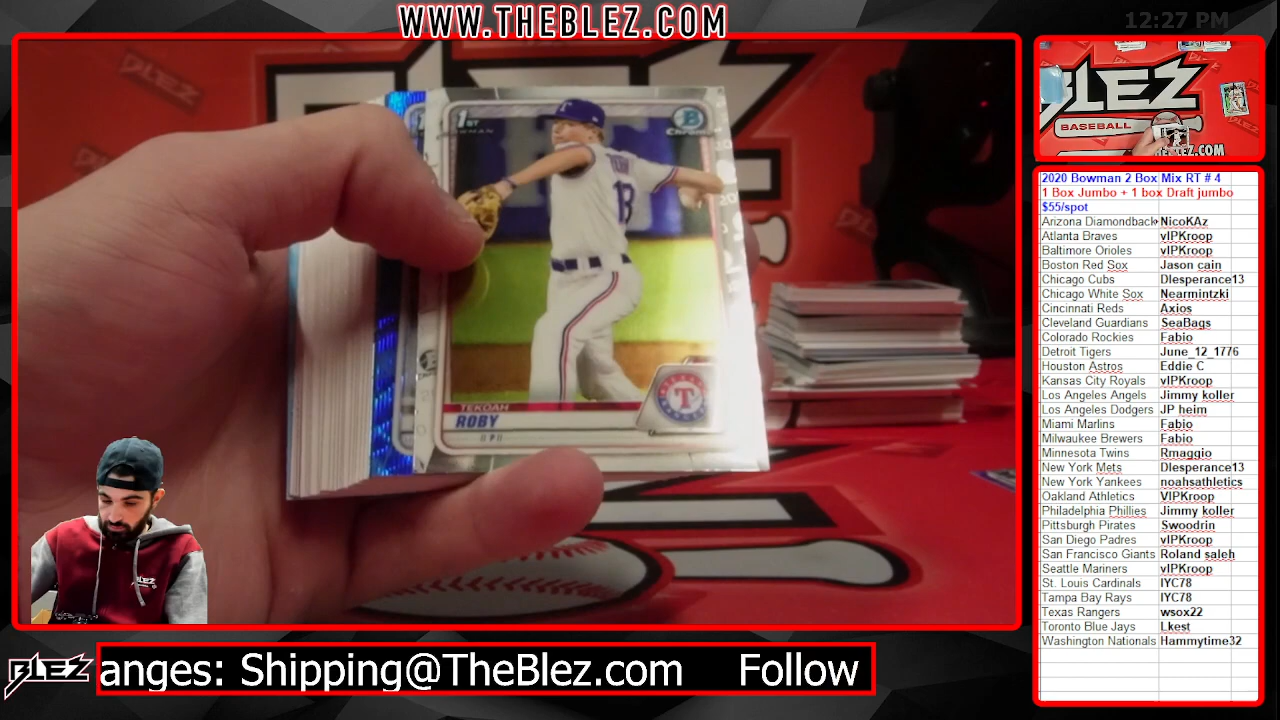 WWW.THEBLEZ.COM
12:27 PM
BLEZ
1ST
Chrome
13
TEKOAH
ROBY
BLEZ
BASEBALL
.COM
2020 Bowman 2 Box Mix RT # 4
1 Box Jumbo + 1 box Draft jumbo
$55/spot
Arizona Diamondback NicoKAz
Atlanta Braves vIPKroop
Baltimore Orioles vIPKroop
Boston Red Sox Jason cain
Chicago Cubs Dlesperance13
Chicago White Sox Nearmintzki
Cincinnati Reds Axios
Cleveland Guardians SeaBags
Colorado Rockies Fabio
Detroit Tigers June_12_1776
Houston Astros Eddie C
Kansas City Royals vIPKroop
Los Angeles Angels Jimmy koller
Los Angeles Dodgers JP heim
Miami Marlins Fabio
Milwaukee Brewers Fabio
Minnesota Twins Rmaggio
New York Mets Dlesperance13
New York Yankees noahsathletics
Oakland Athletics VIPKroop
Philadelphia Phillies Jimmy koller
Pittsburgh Pirates Swoodrin
San Diego Padres vIPKroop
San Francisco Giants Roland saleh
Seattle Mariners vIPKroop
St. Louis Cardinals IYC78
Tampa Bay Rays IYC78
Texas Rangers wsox22
Toronto Blue Jays Lkest
Washington Nationals Hammytime32
BLEZ
anges: Shipping@TheBlez.com Follow